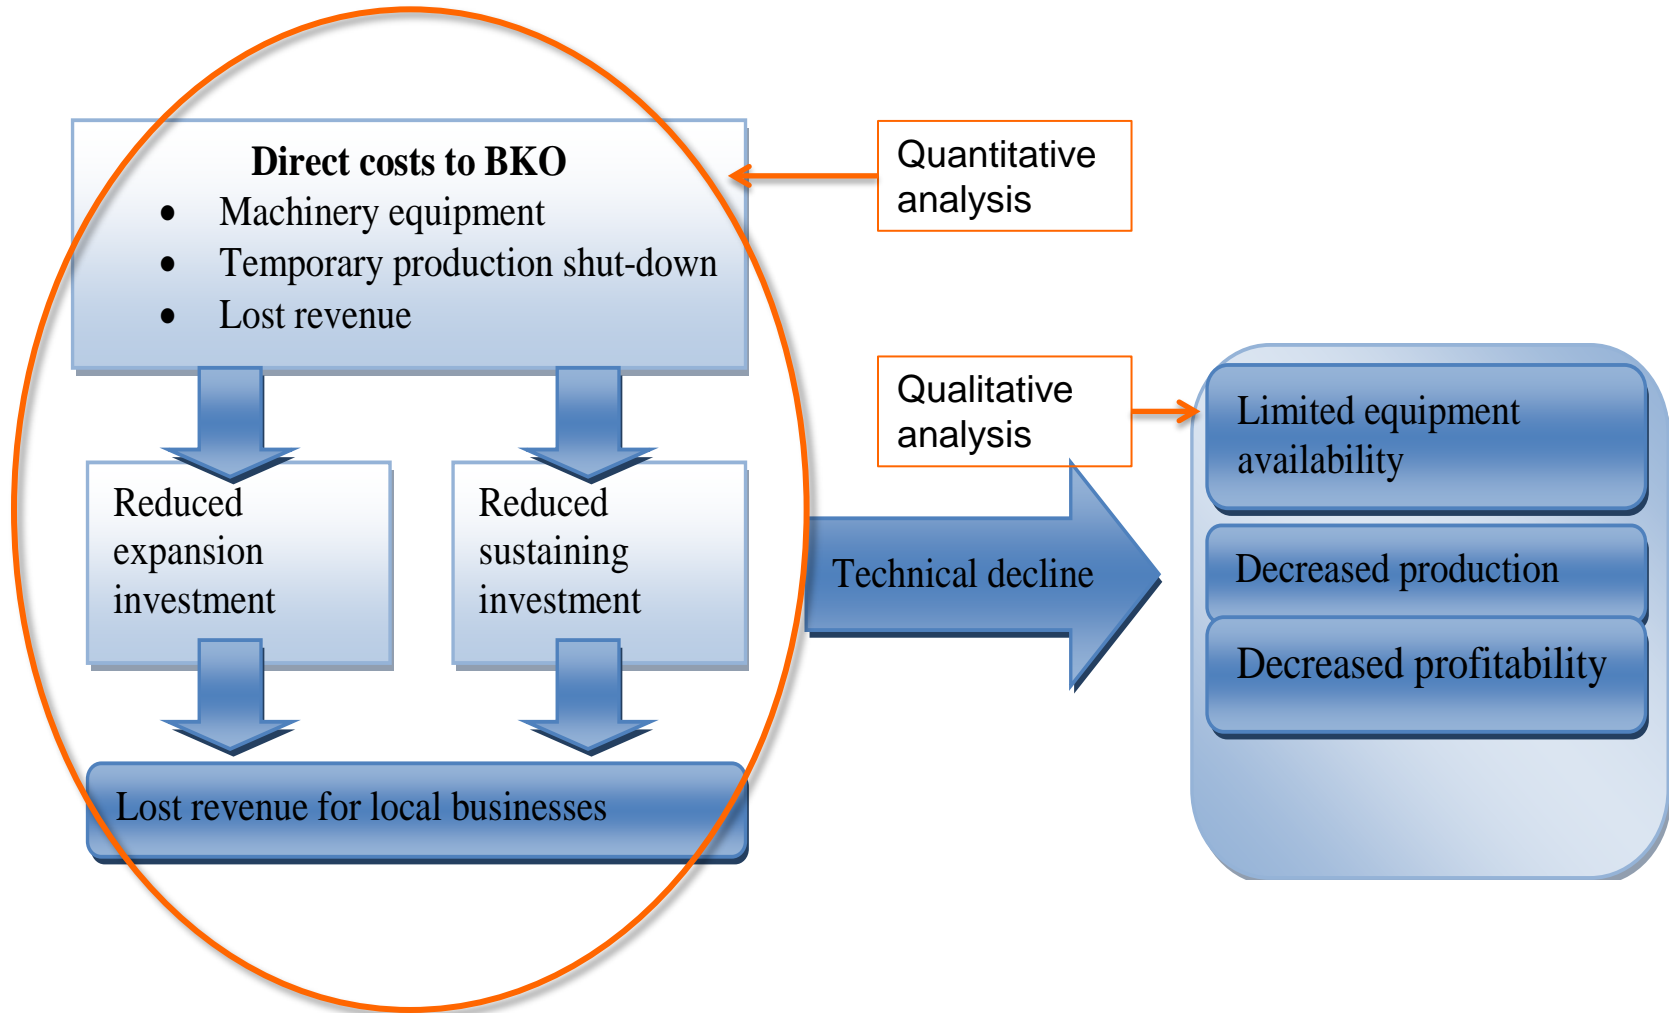 Direct costs to BKO
• Machinery equipment
• Temporary production shut-down
• Lost revenue
Quantitative
analysis
Reduced
expansion
investment
Reduced
sustaining
investment
Lost revenue for local businesses
Technical decline
Qualitative
analysis
Limited equipment
availability
Decreased production
Decreased profitability